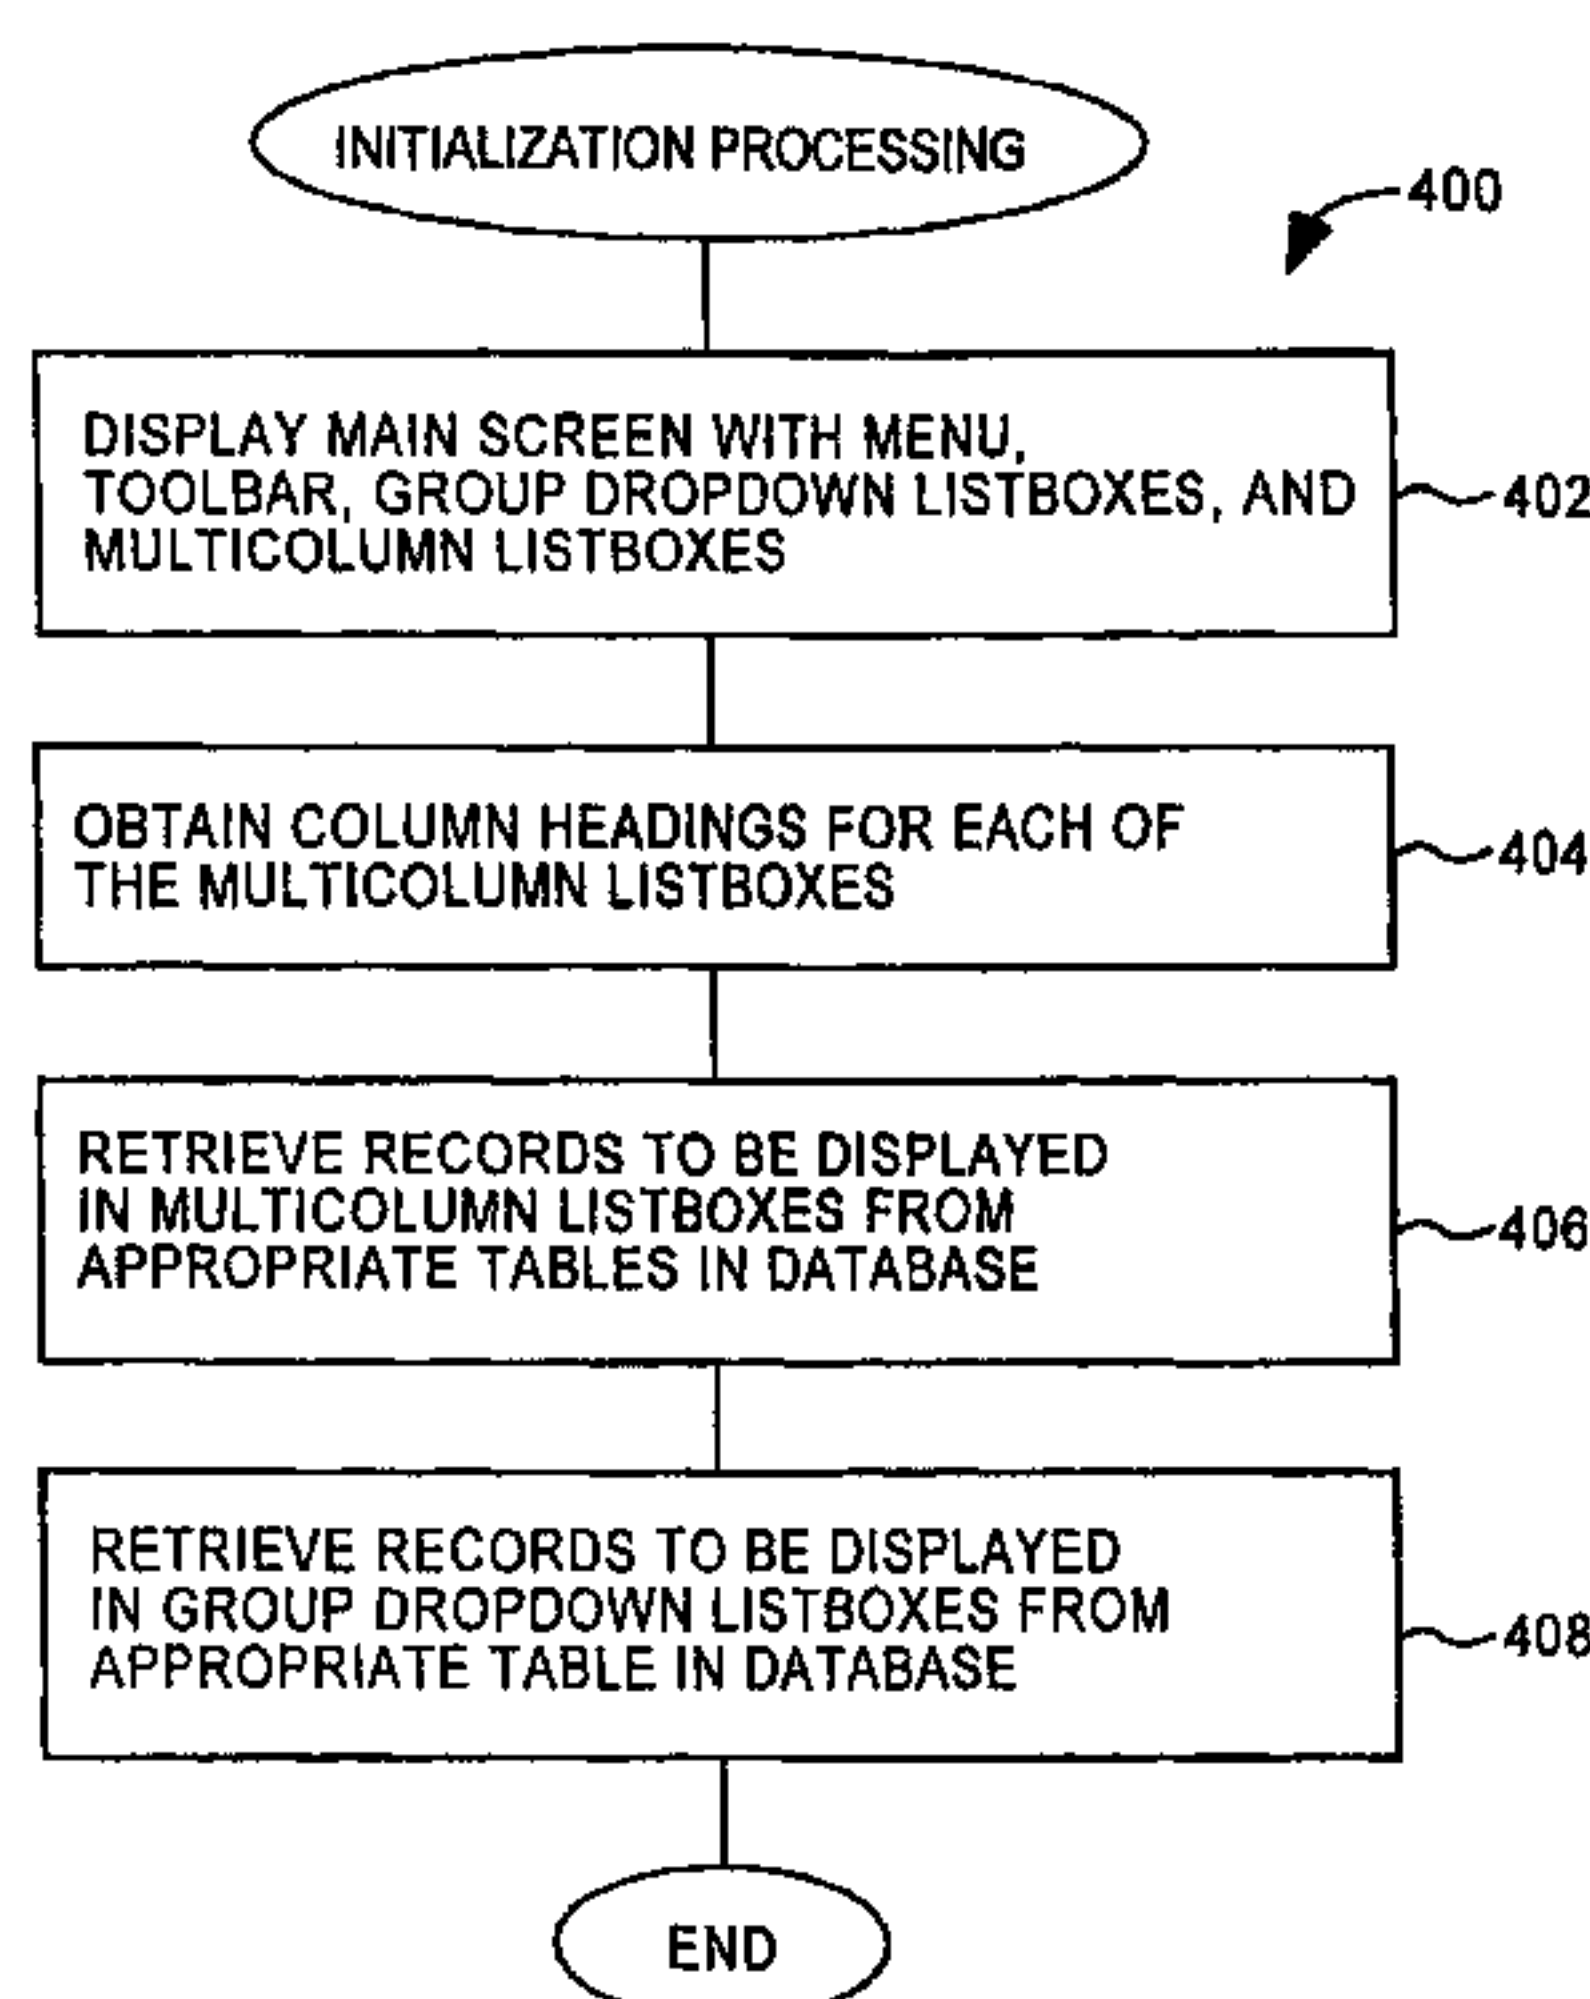 INITIALIZATION PROCESSING
400
DISPLAY MAIN SCREEN WITH MENU,
TOOLBAR, GROUP DROPDOWN LISTBOXES, AND
MULTICOLUMN LISTBOXES
402
OBTAIN COLUMN HEADINGS FOR EACH OF
THE MULTICOLUMN LISTBOXES
404
RETRIEVE RECORDS TO BE DISPLAYED
IN MULTICOLUMN LISTBOXES FROM
APPROPRIATE TABLES IN DATABASE
406
RETRIEVE RECORDS TO BE DISPLAYED
IN GROUP DROPDOWN LISTBOXES FROM
APPROPRIATE TABLE IN DATABASE
408
END